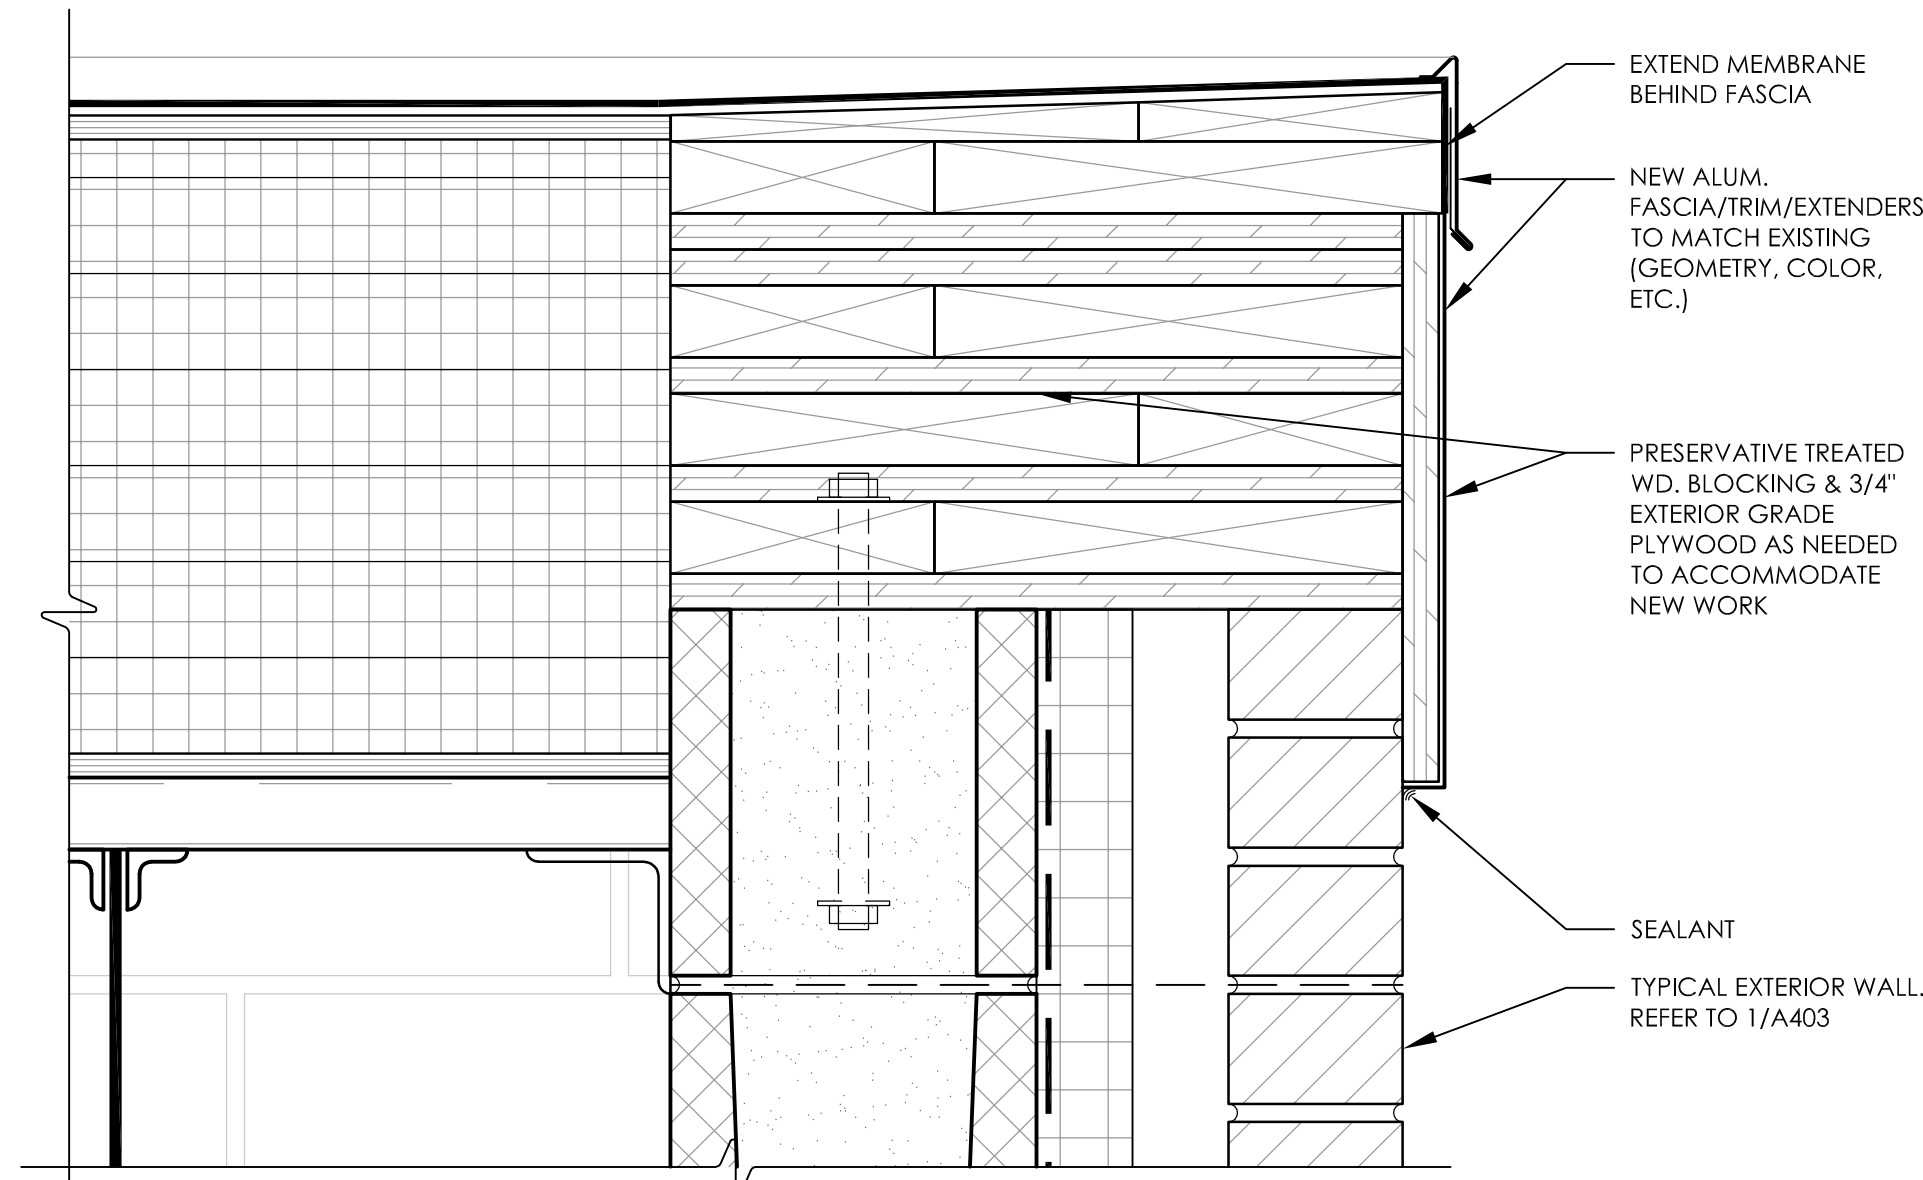 EXTEND MEMBRANE
BEHIND FASCIA
NEW ALUM.
FASCIA/TRIM/EXTENDERS
TO MATCH EXISTING
(GEOMETRY, COLOR,
ETC.)
PRESERVATIVE TREATED
WD. BLOCKING & 3/4"
EXTERIOR GRADE
PLYWOOD AS NEEDED
TO ACCOMMODATE
NEW WORK
SEALANT
TYPICAL EXTERIOR WALL.
REFER TO 1/A403